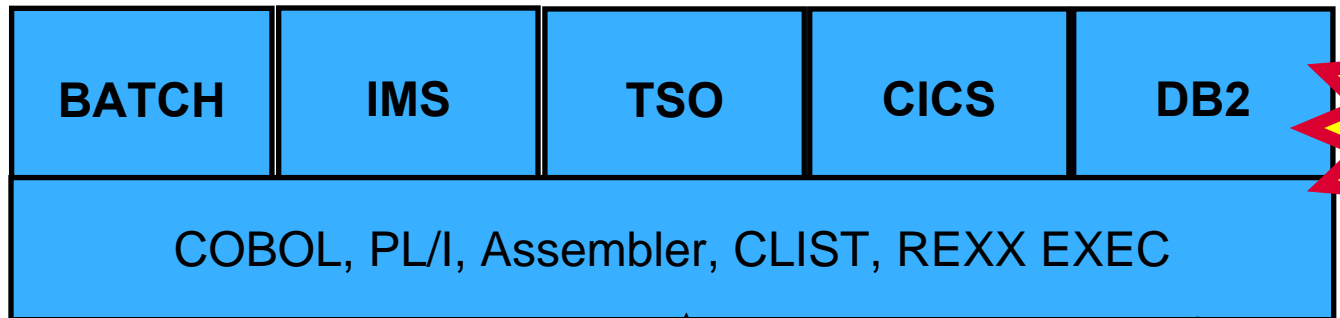 BATCH IMS TSO CICS DB2
COBOL, PL/I, Assembler, CLIST, REXX EXEC